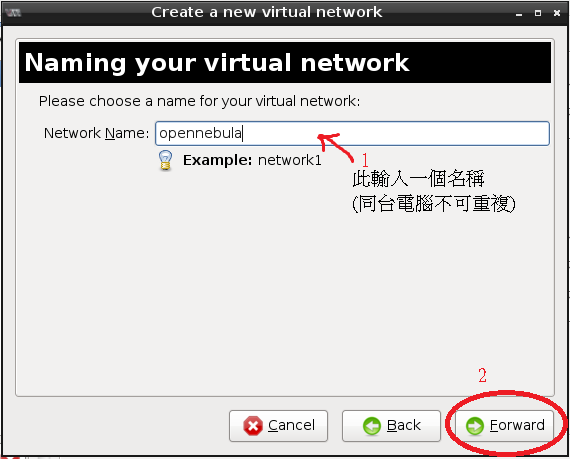 Create a new virtual network
Naming your virtual network
Please choose a name for your virtual network:
Network Name: opennebula
Example: network1
1
此輸入一個名稱
(同台電腦不可重複)
2
Cancel
Back
Forward